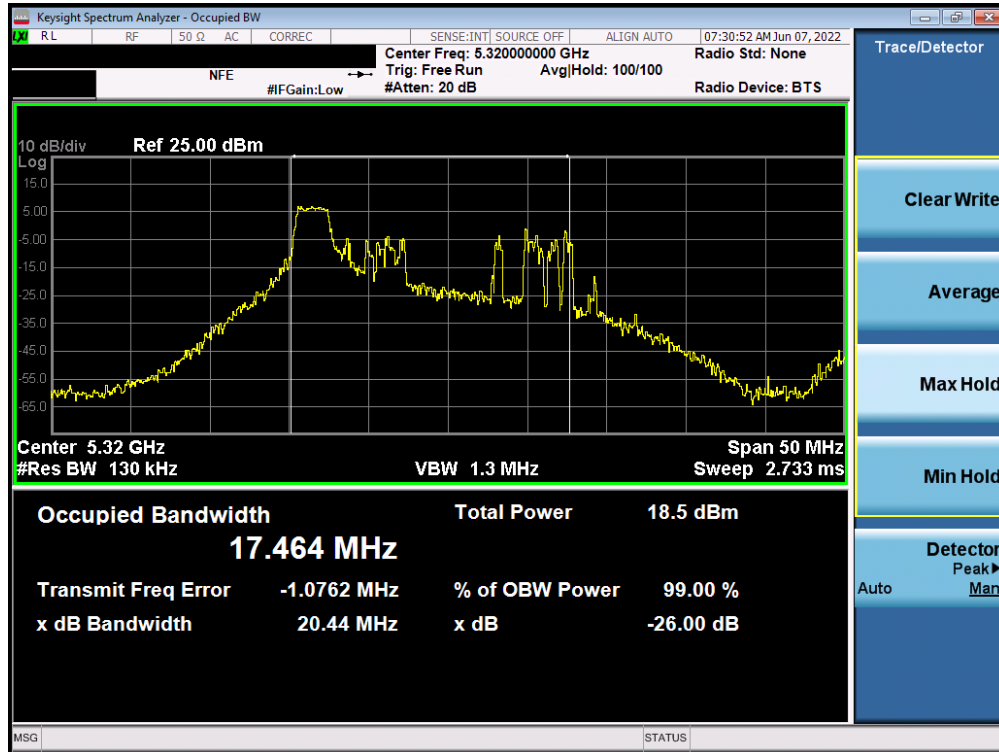 Keysight Spectrum Analyzer - Occupied BW
LXI RL RF 50 Ω AC CORREC SENSE:INT SOURCE OFF ALIGN AUTO 07:30:52 AM Jun 07, 2022
Center Freq: 5.320000000 GHz Radio Std: None
NFE Trig: Free Run Avg|Hold: 100/100
#IFGain:Low #Atten: 20 dB Radio Device: BTS
10 dB/div Ref 25.00 dBm
Log
15.0
5.00
-5.00
-15.0
-25.0
-35.0
-45.0
-55.0
-65.0
Center 5.32 GHz Span 50 MHz
#Res BW 130 kHz VBW 1.3 MHz Sweep 2.733 ms
Occupied Bandwidth Total Power 18.5 dBm
17.464 MHz
Transmit Freq Error -1.0762 MHz % of OBW Power 99.00 %
x dB Bandwidth 20.44 MHz x dB -26.00 dB
MSG STATUS
Trace/Detector
Clear Write
Average
Max Hold
Min Hold
Detector
Peak▶
Auto Man